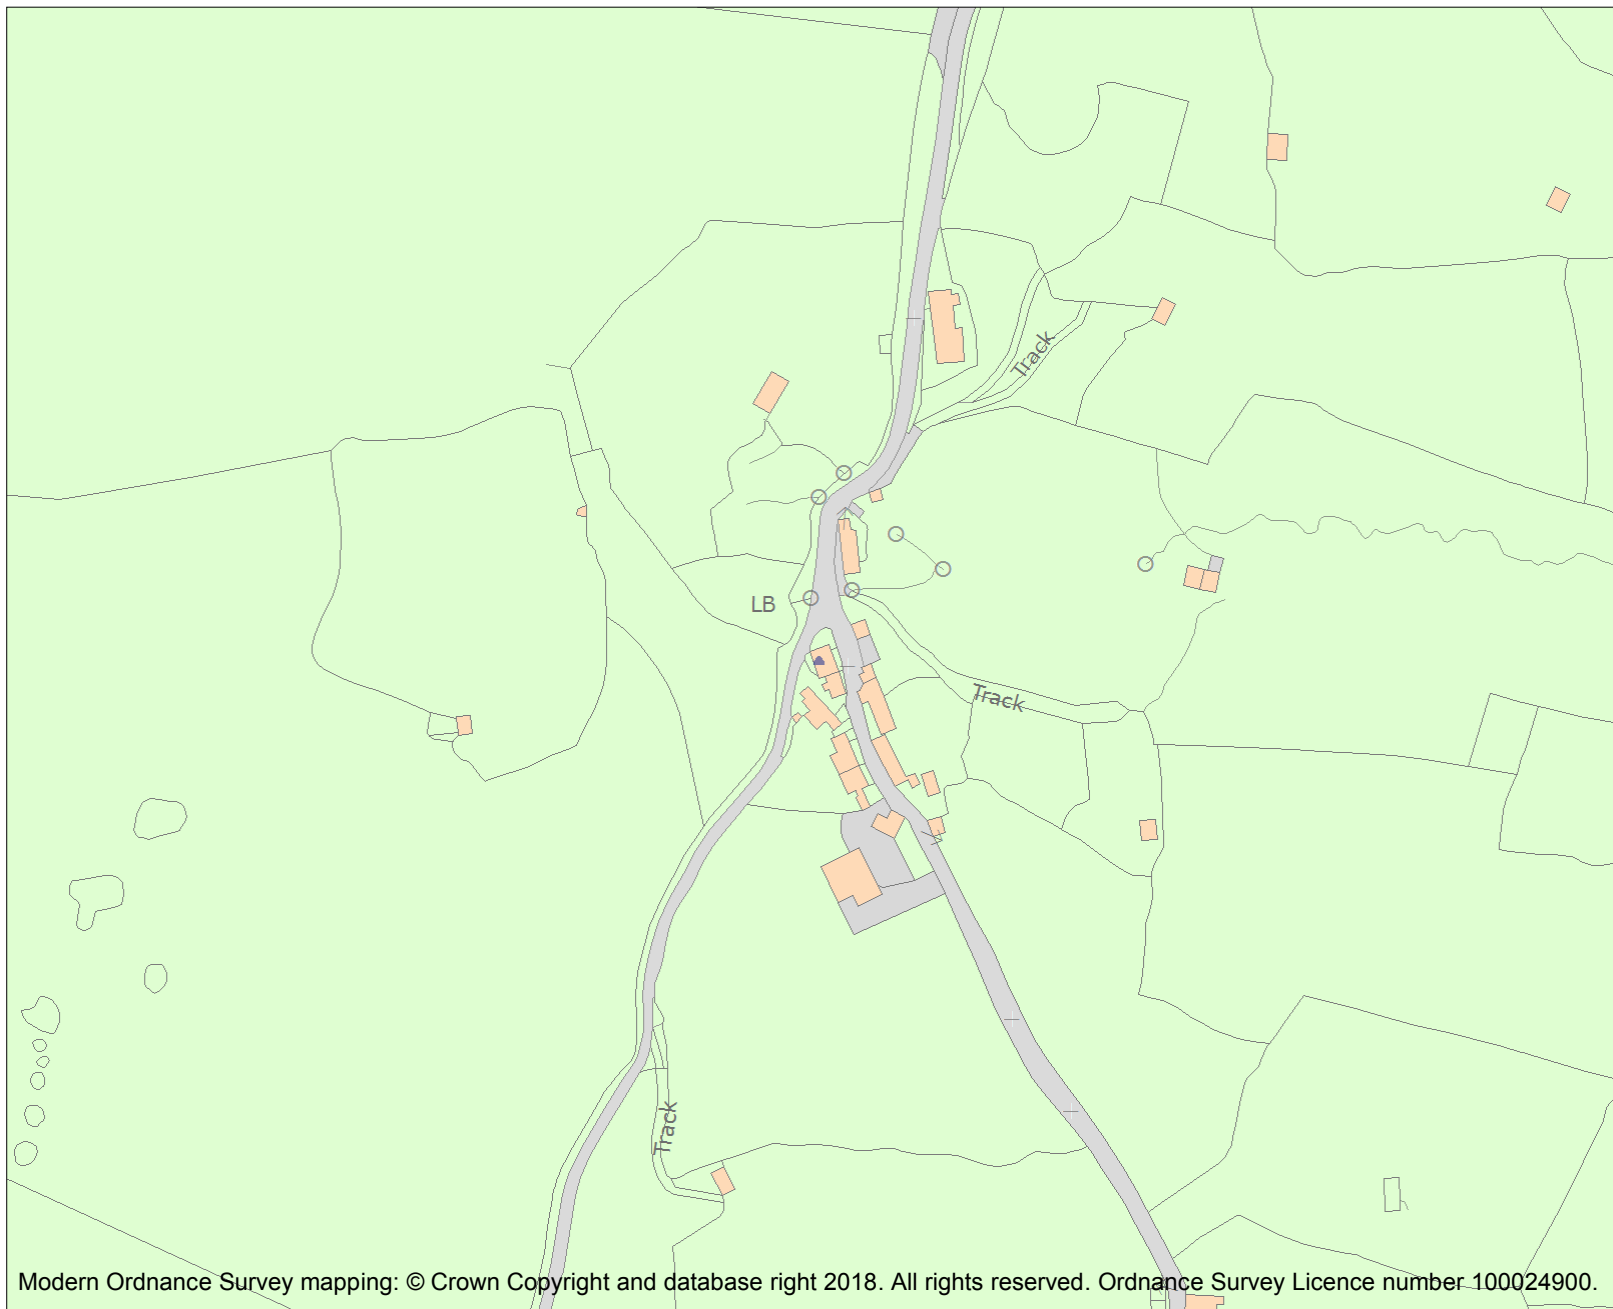 Track
LB
Track
Track
Modern Ordnance Survey mapping: © Crown Copyright and database right 2018. All rights reserved. Ordnance Survey Licence number 100024900.